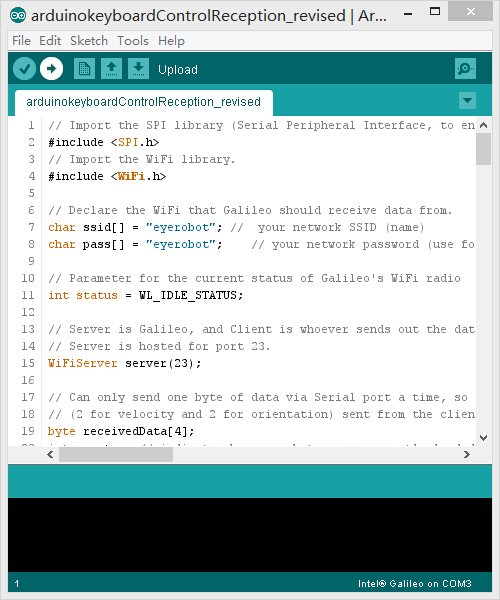 arduinokeyboardControlReception_revised | Ar...
File Edit Sketch Tools Help
Upload
arduinokeyboardControlReception_revised
1 // Import the SPI library (Serial Peripheral Interface, to en
2 #include <SPI.h>
3 // Import the WiFi library.
4 #include <WiFi.h>
5
6 // Declare the WiFi that Galileo should receive data from.
7 char ssid[] = "eyerobot"; //  your network SSID (name)
8 char pass[] = "eyerobot";    // your network password (use fo
9
10 // Parameter for the current status of Galileo's WiFi radio
11 int status = WL_IDLE_STATUS;
12
13 // Server is Galileo, and Client is whoever sends out the dat
14 // Server is hosted for port 23.
15 WiFiServer server(23);
16
17 // Can only send one byte of data via Serial port a time, so
18 // (2 for velocity and 2 for orientation) sent from the clien
19 byte receivedData[4];
1 Intel® Galileo on COM3